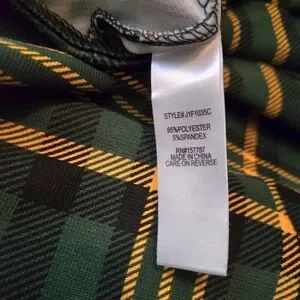 STYLE# J1F1035C
95%POLYESTER
5%SPANDEX
RN#157787
MADE IN CHINA
CARE ON REVERSE